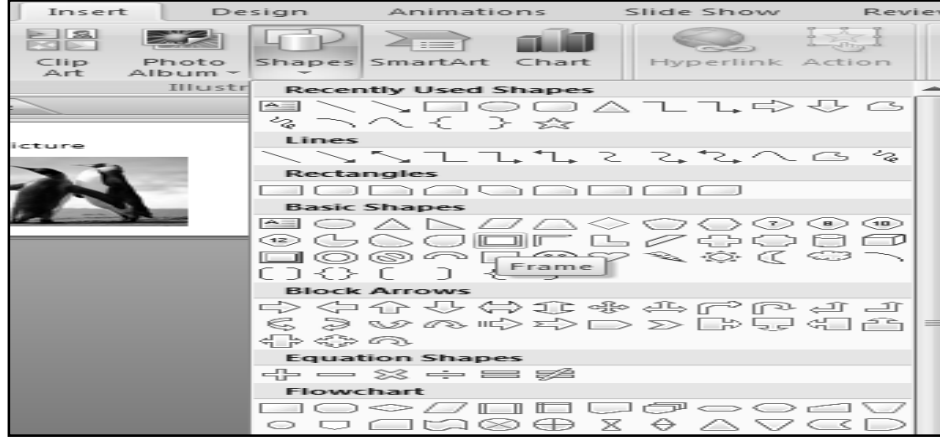 Insert Design Animations Slide Show Revie
Clip Art Photo Album Shapes SmartArt Chart Hyperlink Action
Illustr
Recently Used Shapes
icture
Lines
Rectangles
Basic Shapes
Frame
Block Arrows
Equation Shapes
Flowchart